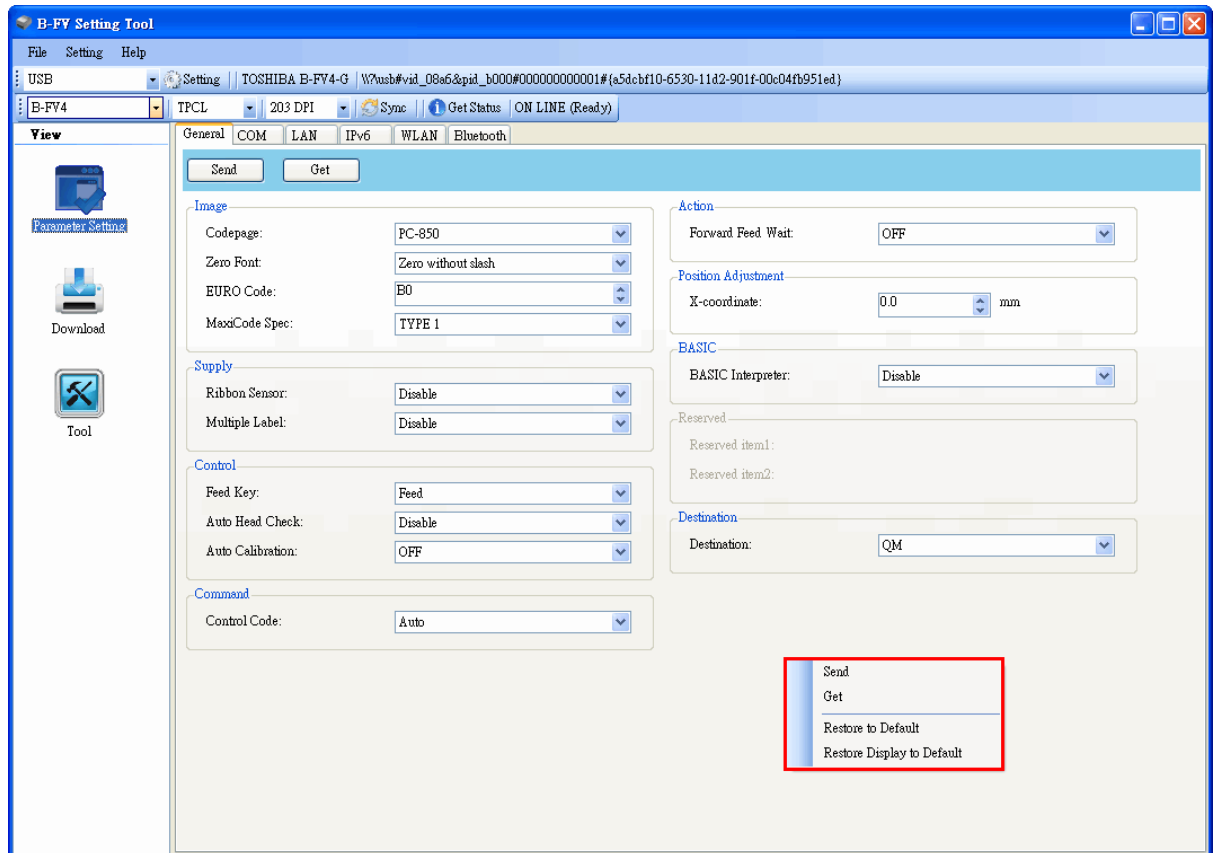 B-FV Setting Tool
File Setting Help
USB Setting TOSHIBA B-FV4-G \\?\usb#vid_08a6&pid_b000#000000000001#{a5dcbf10-6530-11d2-901f-00c04fb951ed}
B-FV4 TPCL 203 DPI Sync Get Status ON LINE (Ready)
View
General COM LAN IPv6 WLAN Bluetooth
Send Get
Parameter Setting
Download
Tool
Image
Codepage: PC-850
Zero Font: Zero without slash
EURO Code: B0
MaxiCode Spec: TYPE 1
Supply
Ribbon Sensor: Disable
Multiple Label: Disable
Control
Feed Key: Feed
Auto Head Check: Disable
Auto Calibration: OFF
Command
Control Code: Auto
Action
Forward Feed Wait: OFF
Position Adjustment
X-coordinate: 0.0 mm
BASIC
BASIC Interpreter: Disable
Reserved
Reserved item1:
Reserved item2:
Destination
Destination: QM
Send
Get
Restore to Default
Restore Display to Default